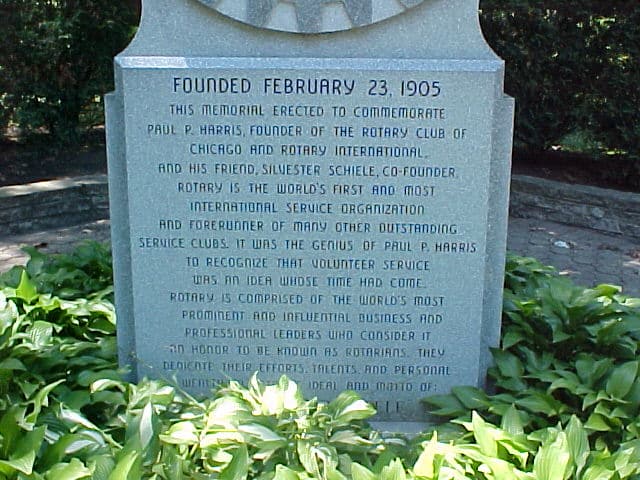 FOUNDED FEBRUARY 23, 1905
THIS MEMORIAL ERECTED TO COMMEMORATE
PAUL P. HARRIS, FOUNDER OF THE ROTARY CLUB OF
CHICAGO AND ROTARY INTERNATIONAL,
AND HIS FRIEND, SILVESTER SCHIELE, CO-FOUNDER.
ROTARY IS THE WORLD'S FIRST AND MOST
INTERNATIONAL SERVICE ORGANIZATION
AND FORERUNNER OF MANY OTHER OUTSTANDING
SERVICE CLUBS. IT WAS THE GENIUS OF PAUL P. HARRIS
TO RECOGNIZE THAT VOLUNTEER SERVICE
WAS AN IDEA WHOSE TIME HAD COME.
ROTARY IS COMPRISED OF THE WORLD'S MOST
PROMINENT AND INFLUENTIAL BUSINESS AND
PROFESSIONAL LEADERS WHO CONSIDER IT
AN HONOR TO BE KNOWN AS ROTARIANS. THEY
DEDICATE THEIR EFFORTS, TALENTS, AND PERSONAL
IDEAL AND MOTTO OF: